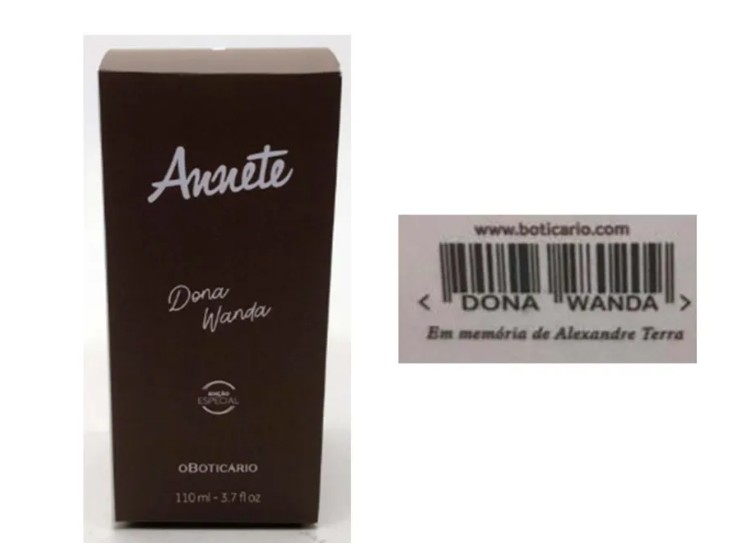 Annete
Dona
Wanda
EDIÇÃO
ESPECIAL
oBOTICÁRIO
110 ml - 3.7 fl oz
www.boticario.com
< DONA WANDA >
Em memória de Alexandre Terra